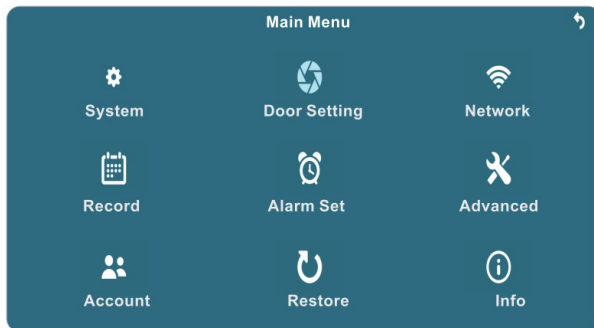 Main Menu
System
Door Setting
Network
Record
Alarm Set
Advanced
Account
Restore
Info